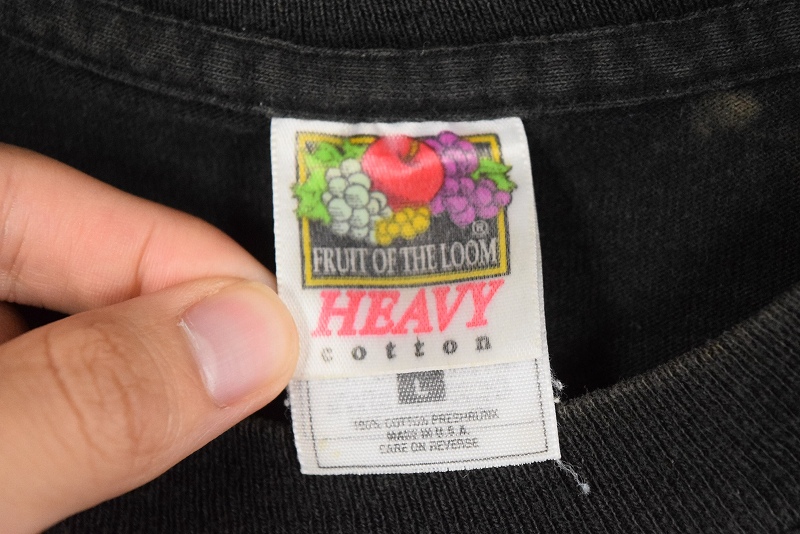 ®
FRUIT OF THE LOOM
HEAVY
cotton
L
100% COTTON PRESHRUNK
MADE IN U.S.A.
CARE ON REVERSE